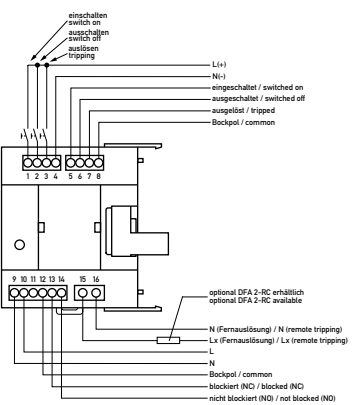 einschalten
switch on
ausschalten
switch off
auslösen
tripping
L(+)
N(-)
eingeschaltet / switched on
ausgeschaltet / switched off
ausgelöst / tripped
Bockpol / common
1 2 3 4 5 6 7 8
9 10 11 12 13 14 15 16
optional DFA 2-RC erhältlich
optional DFA 2-RC available
N (Fernauslösung) / N (remote tripping)
Lx (Fernauslösung) / Lx (remote tripping)
L
N
Bockpol / common
blockiert (NC) / blocked (NC)
nicht blockiert (NO) / not blocked (NO)